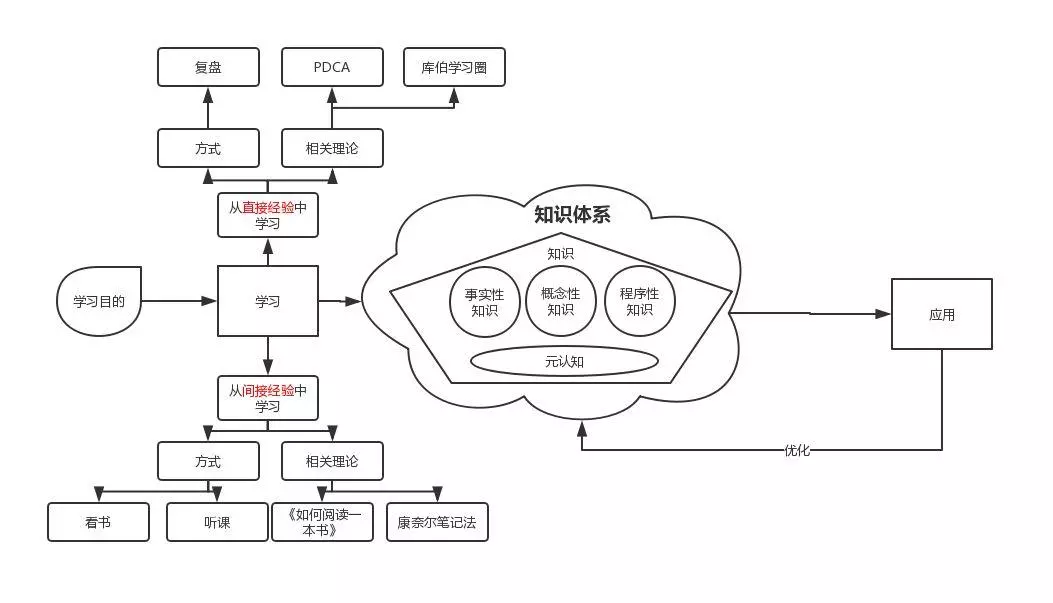 复盘
PDCA
库伯学习圈
方式
相关理论
从直接经验中
学习
知识体系
知识
学习目的
学习
事实性
知识
概念性
知识
程序性
知识
应用
元认知
从间接经验中
学习
优化
方式
相关理论
看书
听课
《如何阅读一
本书》
康奈尔笔记法